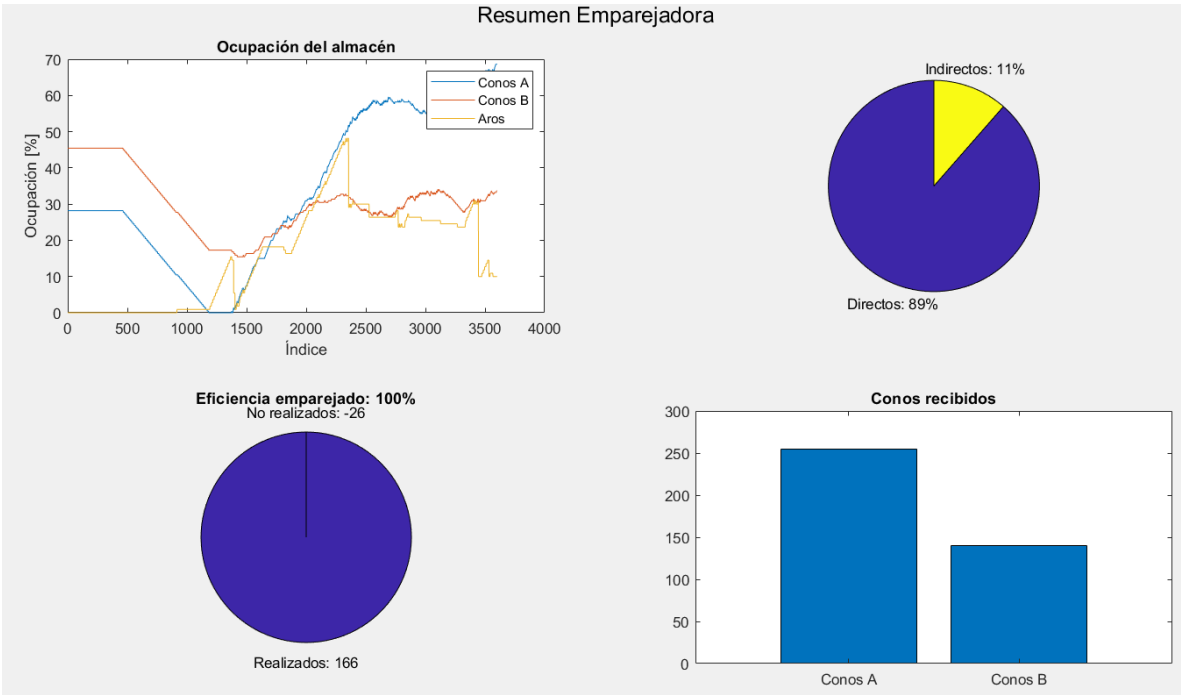 Resumen Emparejadora
Ocupación del almacén
70
60
50
40
30
20
10
0
Ocupación [%]
0 500 1000 1500 2000 2500 3000 3500 4000
Índice
Conos A
Conos B
Aros
Indirectos: 11%
Directos: 89%
Eficiencia emparejado: 100%
No realizados: -26
Realizados: 166
Conos recibidos
300
250
200
150
100
50
0
Conos A Conos B